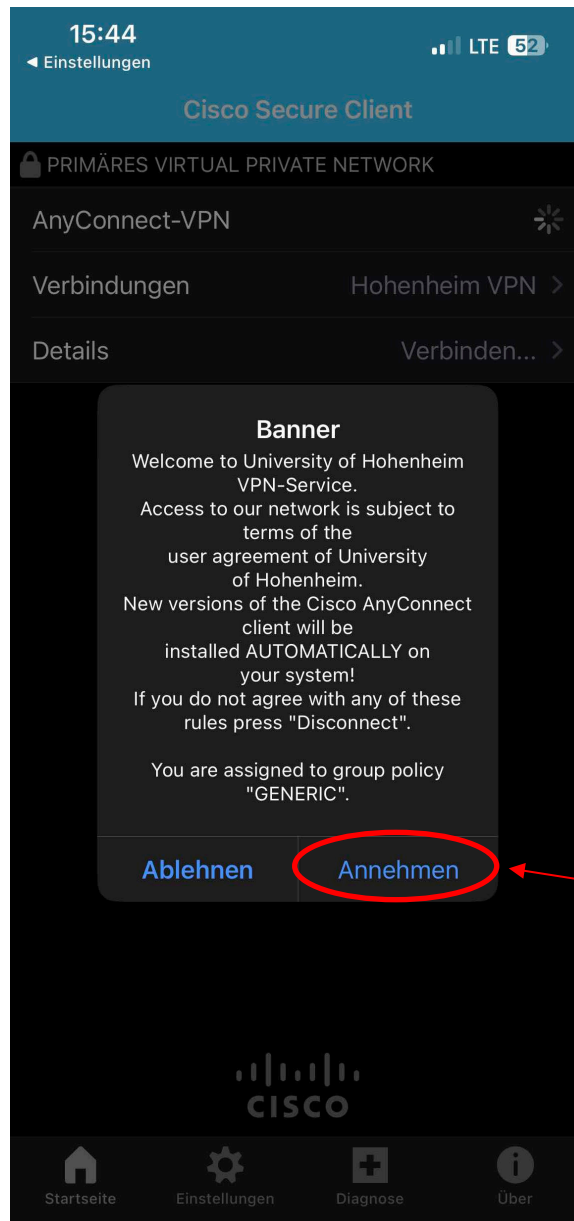 15:44
◀ Einstellungen
LTE 52
Cisco Secure Client
PRIMÄRES VIRTUAL PRIVATE NETWORK
AnyConnect-VPN
Verbindungen Hohenheim VPN >
Details Verbinden... >
Banner
Welcome to University of Hohenheim
VPN-Service.
Access to our network is subject to
terms of the
user agreement of University
of Hohenheim.
New versions of the Cisco AnyConnect
client will be
installed AUTOMATICALLY on
your system!
If you do not agree with any of these
rules press "Disconnect".
You are assigned to group policy
"GENERIC".
Ablehnen Annehmen
CISCO
Startseite Einstellungen Diagnose Über